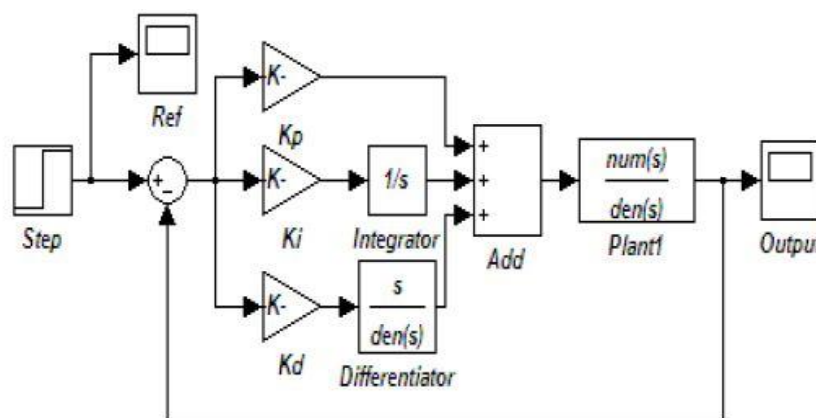 Ref
K-
Kp
+
Step
+
-
K-
Ki
1/s
Integrator
+
+
Add
num(s)
den(s)
Plant1
Output
K-
Kd
s
den(s)
Differentiator